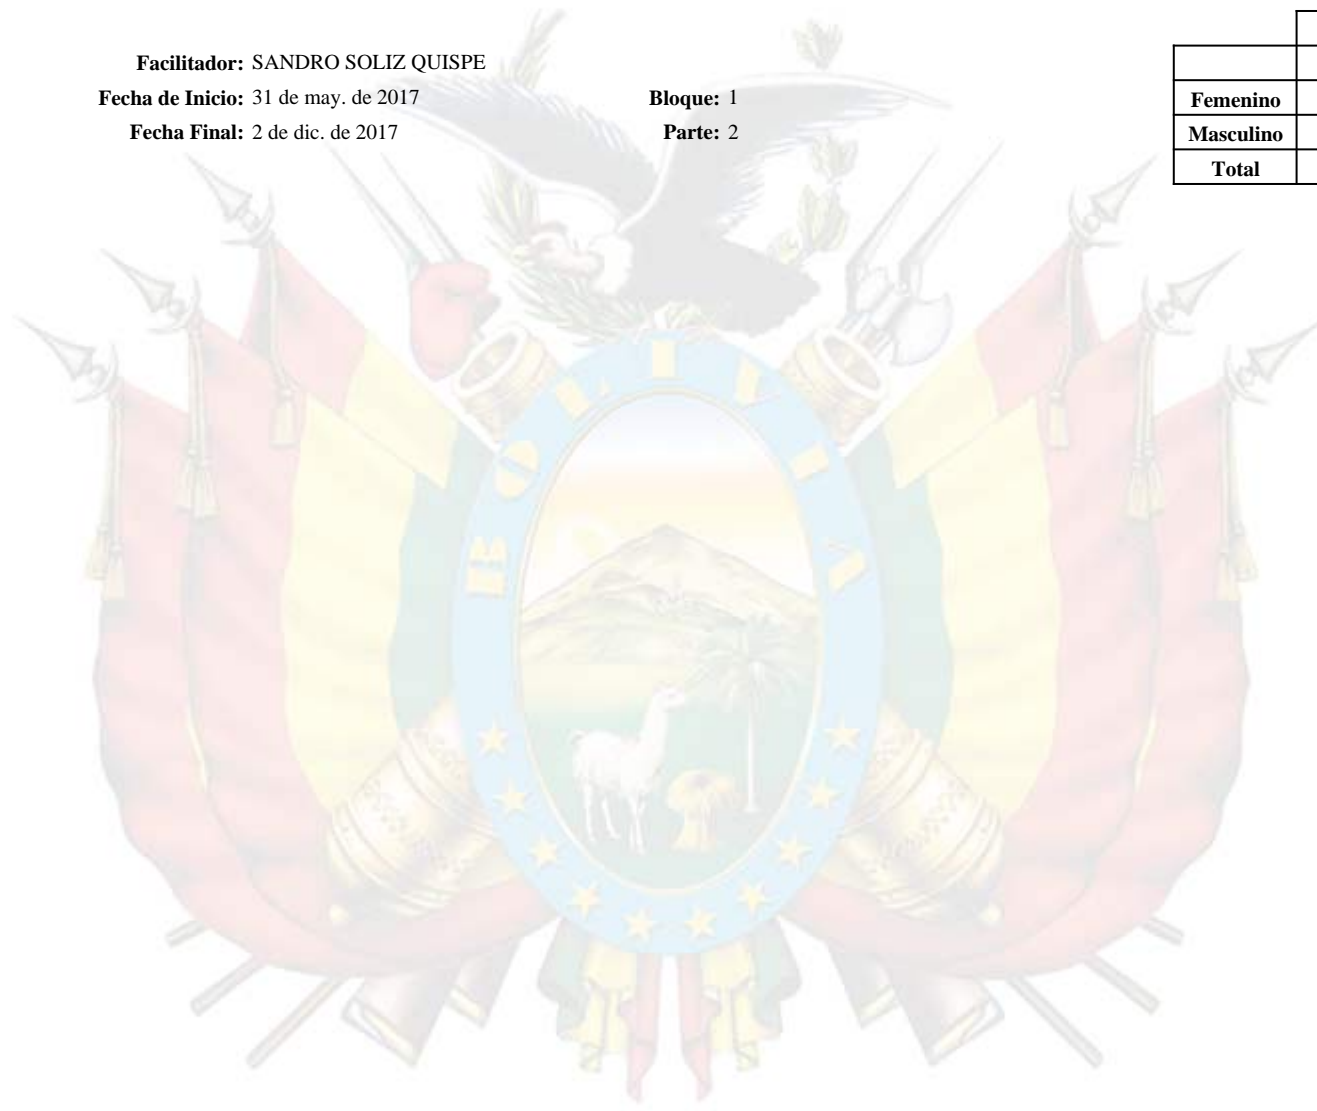 Facilitador: SANDRO SOLIZ QUISPE
Fecha de Inicio: 31 de may. de 2017 Bloque: 1
Fecha Final: 2 de dic. de 2017 Parte: 2
Femenino
Masculino
Total
BOLIVIA